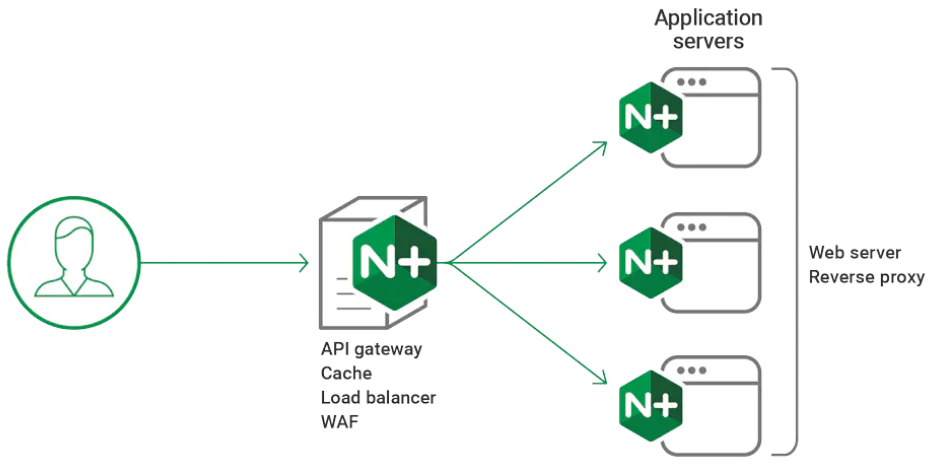 Application
servers
N+
N+
N+
N+
API gateway
Cache
Load balancer
WAF
Web server
Reverse proxy